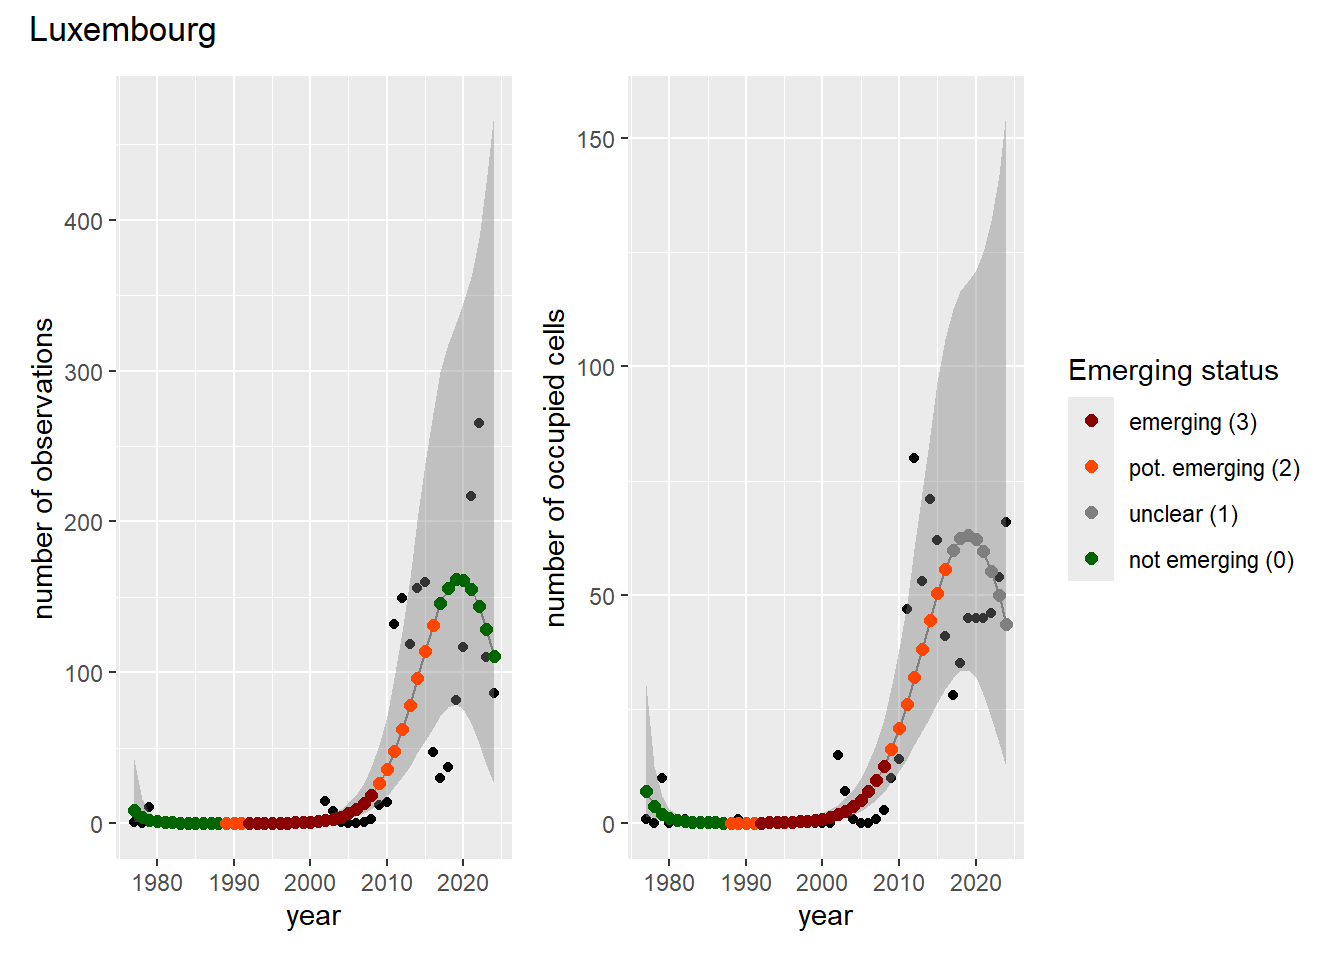 Luxembourg
number of observations
400
300
200
100
0
1980 1990 2000 2010 2020
year
number of occupied cells
150
100
50
0
1980 1990 2000 2010 2020
year
Emerging status
emerging (3)
pot. emerging (2)
unclear (1)
not emerging (0)